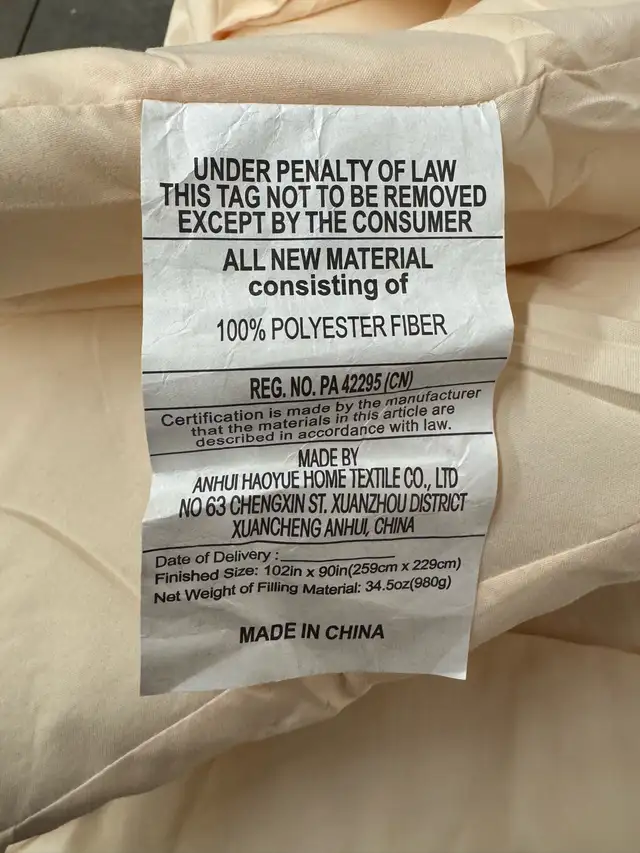 UNDER PENALTY OF LAW
THIS TAG NOT TO BE REMOVED
EXCEPT BY THE CONSUMER
ALL NEW MATERIAL
consisting of
100% POLYESTER FIBER
REG. NO. PA 42295 (CN)
Certification is made by the manufacturer
that the materials in this article are
described in accordance with law.
MADE BY
ANHUI HAOYUE HOME TEXTILE CO., LTD
NO 63 CHENGXIN ST. XUANZHOU DISTRICT
XUANCHENG ANHUI, CHINA
Date of Delivery :
Finished Size: 102in x 90in(259cm x 229cm)
Net Weight of Filling Material: 34.5oz(980g)
MADE IN CHINA